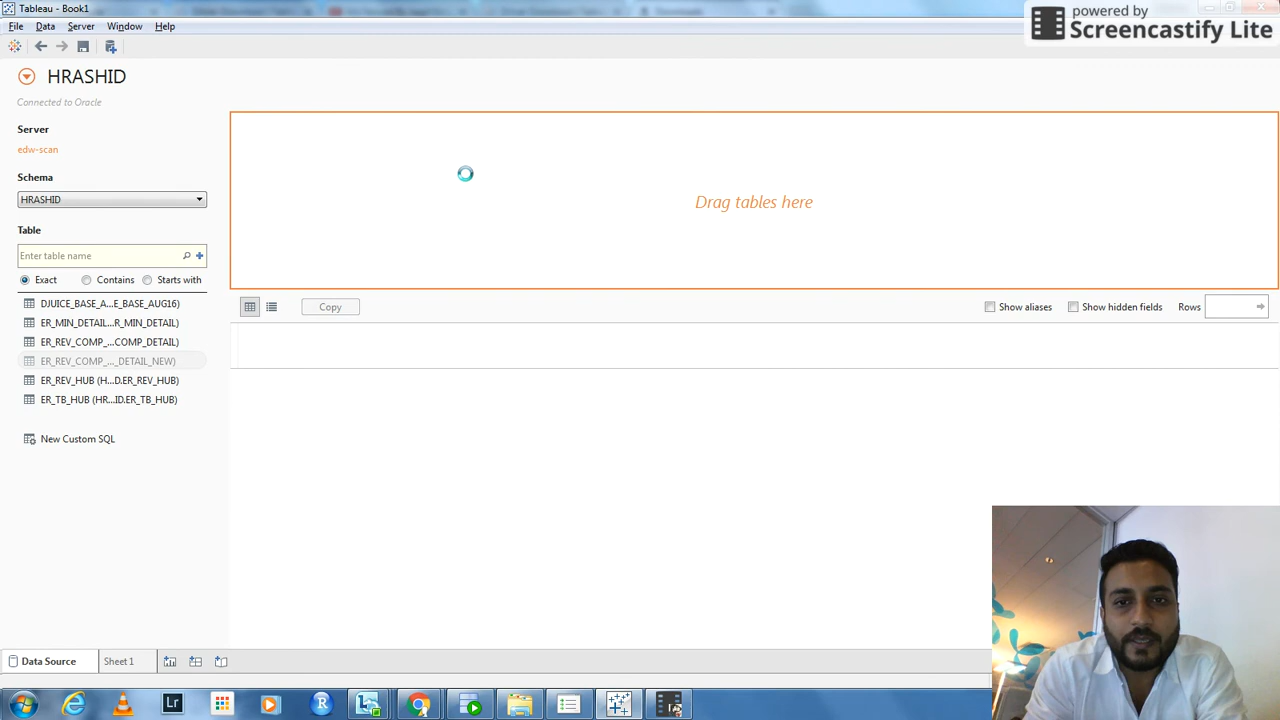 Tableau - Book1
File Data Server Window Help
powered by
Screencastify Lite
HRASHID
Connected to Oracle
Server
edw-scan
Schema
HRASHID
Table
Enter table name
Exact Contains Starts with
DJUICE_BASE_A...E_BASE_AUG16)
ER_MIN_DETAIL...R_MIN_DETAIL)
ER_REV_COMP_...COMP_DETAIL)
ER_REV_COMP_..._DETAIL_NEW)
ER_REV_HUB (H...D.ER_REV_HUB)
ER_TB_HUB (HR...ID.ER_TB_HUB)
New Custom SQL
Drag tables here
Copy
Show aliases Show hidden fields Rows
Data Source Sheet 1
Lr
R